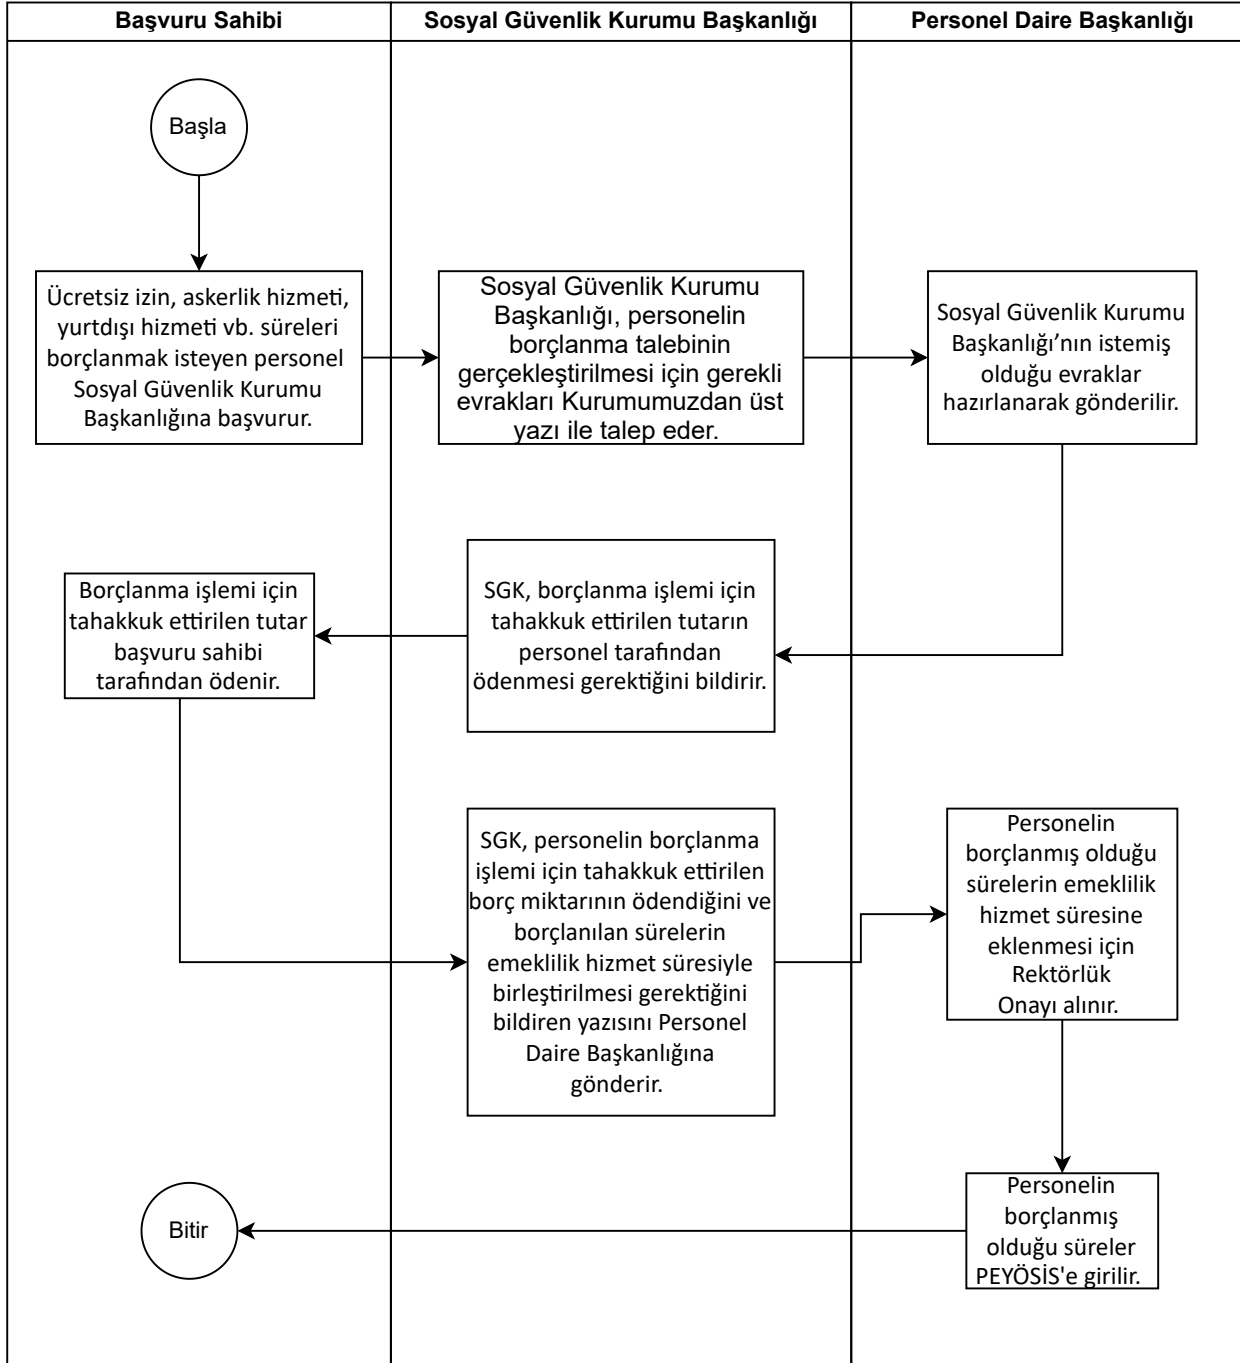 Başvuru Sahibi
Sosyal Güvenlik Kurumu Başkanlığı
Personel Daire Başkanlığı
Başla
Ücretsiz izin, askerlik hizmeti,
yurtdışı hizmeti vb. süreleri
borçlanmak isteyen personel
Sosyal Güvenlik Kurumu
Başkanlığına başvurur.
Sosyal Güvenlik Kurumu
Başkanlığı, personelin
borçlanma talebinin
gerçekleştirilmesi için gerekli
evrakları Kurumumuzdan üst
yazı ile talep eder.
Sosyal Güvenlik Kurumu
Başkanlığı’nın istemiş
olduğu evraklar
hazırlanarak gönderilir.
SGK, borçlanma işlemi için
tahakkuk ettirilen tutarın
personel tarafından
ödenmesi gerektiğini bildirir.
Borçlanma işlemi için
tahakkuk ettirilen tutar
başvuru sahibi
tarafından ödenir.
SGK, personelin borçlanma
işlemi için tahakkuk ettirilen
borç miktarının ödendiğini ve
borçlanılan sürelerin
emeklilik hizmet süresiyle
birleştirilmesi gerektiğini
bildiren yazısını Personel
Daire Başkanlığına
gönderir.
Personelin
borçlanmış olduğu
sürelerin emeklilik
hizmet süresine
eklenmesi için
Rektörlük
Onayı alınır.
Personelin
borçlanmış
olduğu süreler
PEYÖSİS'e girilir.
Bitir